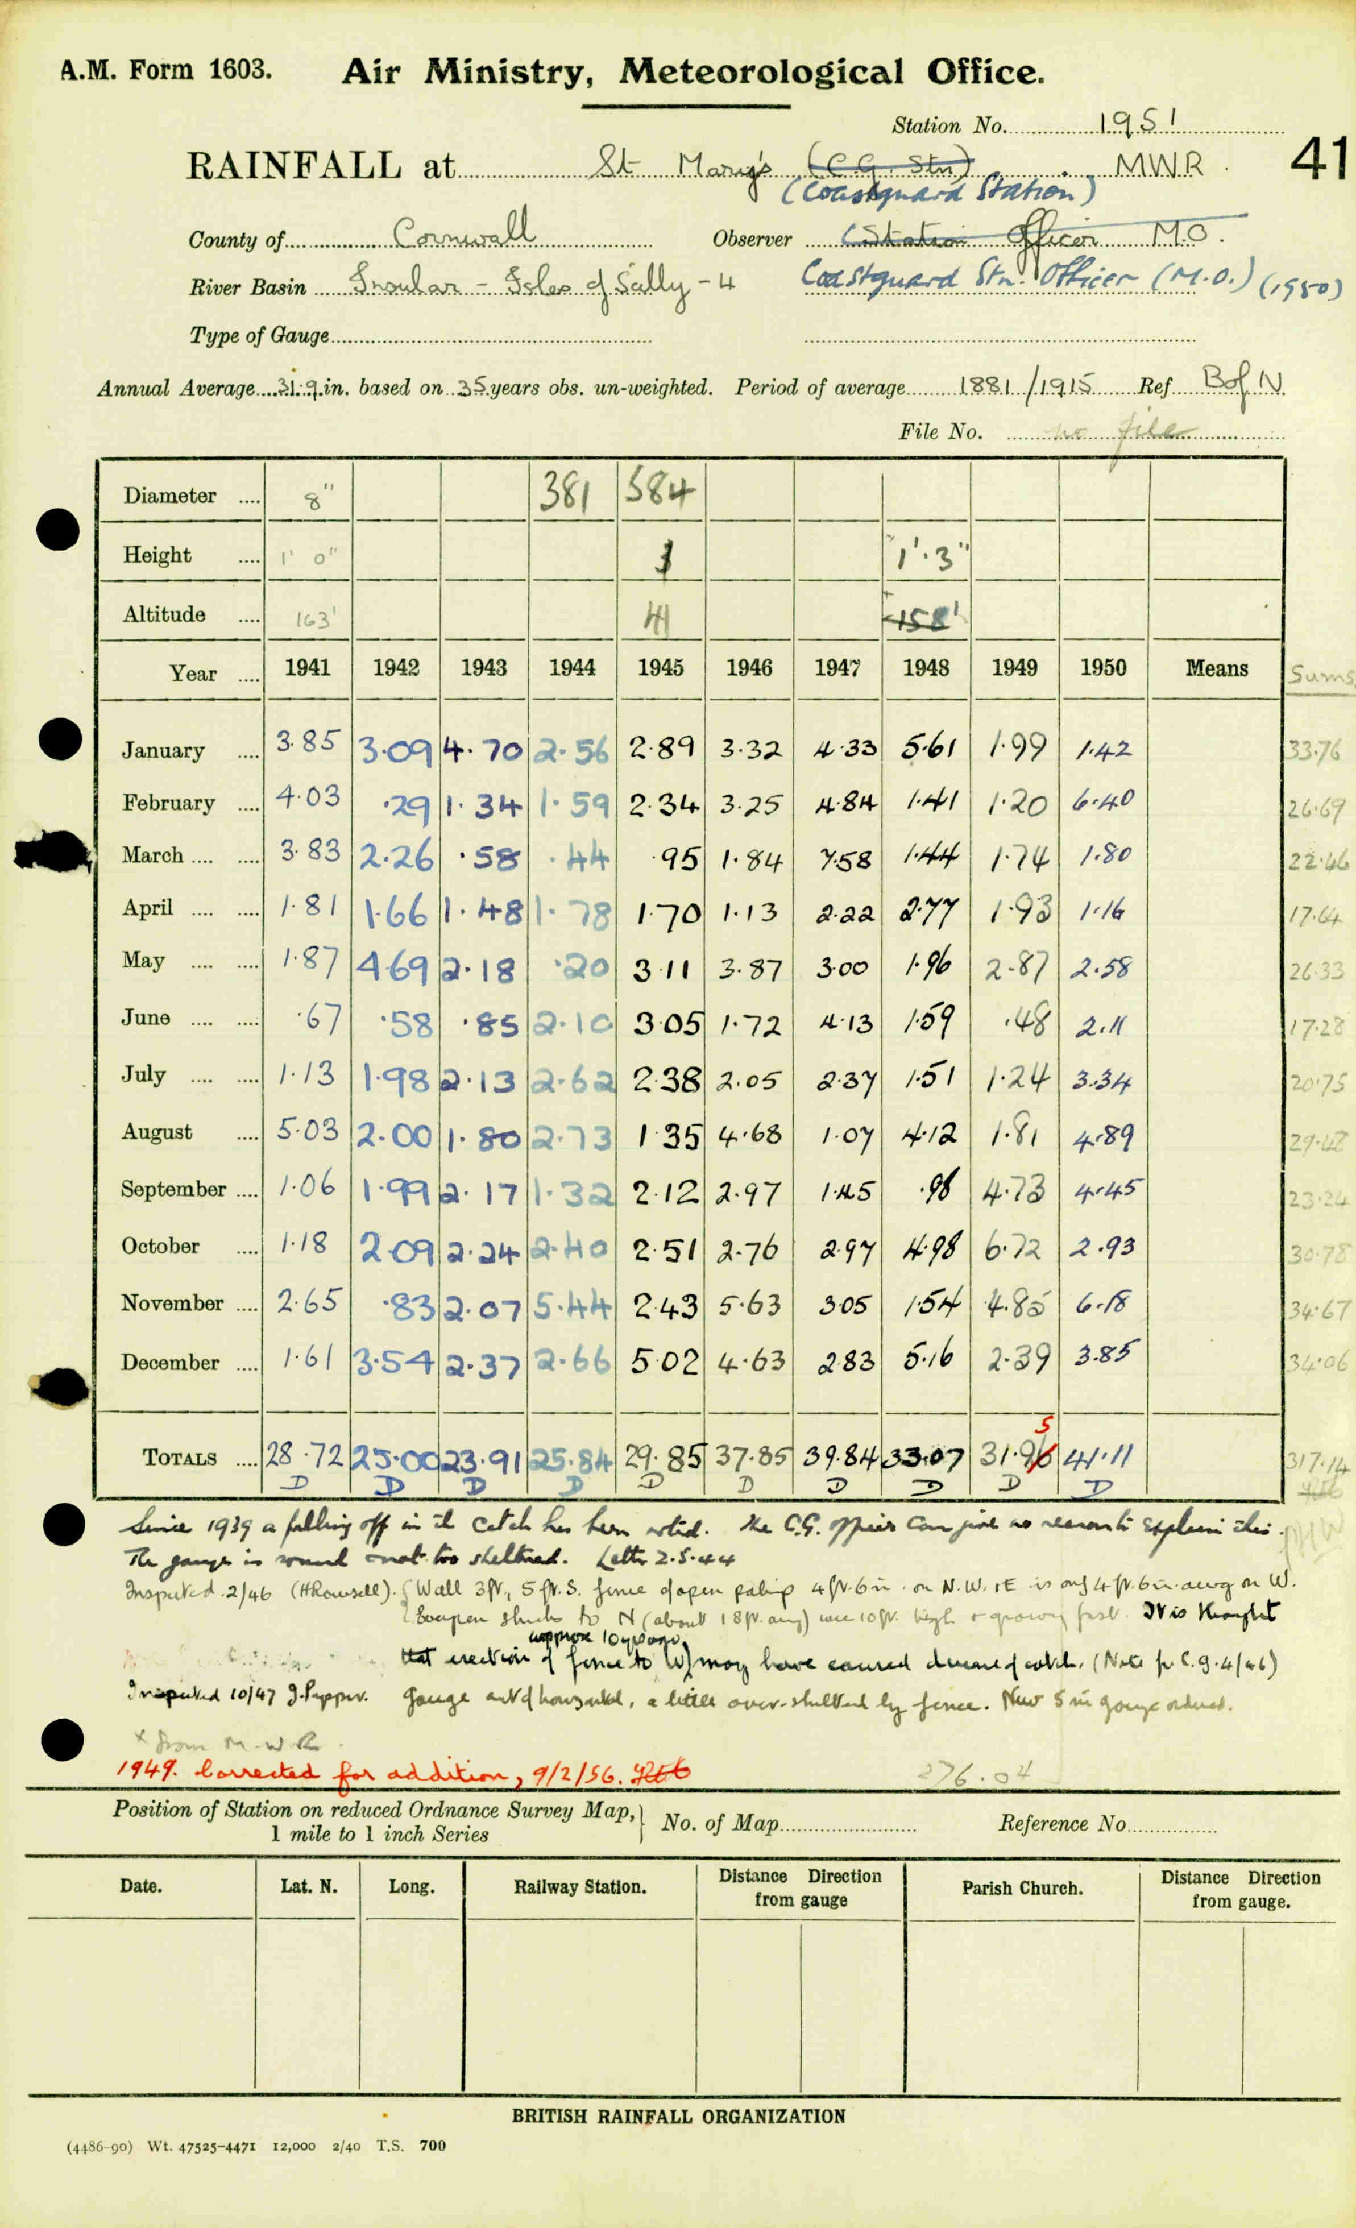 A.M. Form 1603. Air Ministry, Meteorological Office.
Station No. 1951
RAINFALL at St Mary's (C.G. Stn) MWR 41
(Coastguard Station)
County of Cornwall Observer (Station Officer M.O.
River Basin Insular - Isles of Scilly - 4 Coastguard Stn. Officer (M.O.) (1950)
Type of Gauge
Annual Average 31.9 in. based on 35 years obs. un-weighted. Period of average 1881/1915 Ref B of N
File No. no file
Diameter .... 8" 381 584
Height .... 1' 0" 1'.3"
Altitude .... 163' 41 158'
Year .... 1941 1942 1943 1944 1945 1946 1947 1948 1949 1950 Means Sums
January .... 3.85 3.09 4.70 2.56 2.89 3.32 4.33 5.61 1.99 1.42 33.76
February .... 4.03 .29 1.34 1.59 2.34 3.25 4.84 1.41 1.20 6.40 26.69
March .... .... 3.83 2.26 .58 .44 .95 1.84 7.58 1.44 1.74 1.80 22.46
April .... .... 1.81 1.66 1.48 1.78 1.70 1.13 2.22 2.77 1.93 1.16 17.64
May .... .... 1.87 4.69 2.18 .20 3.11 3.87 3.00 1.96 2.87 2.58 26.33
June .... .... .67 .58 .85 2.10 3.05 1.72 4.13 1.59 .48 2.11 17.28
July .... .... 1.13 1.98 2.13 2.62 2.38 2.05 2.37 1.51 1.24 3.34 20.75
August .... 5.03 2.00 1.80 2.73 1.35 4.68 1.07 4.12 1.81 4.89 29.48
September .... 1.06 1.99 2.17 1.32 2.12 2.97 1.45 .98 4.73 4.45 23.24
October .... 1.18 2.09 2.24 2.40 2.51 2.76 2.97 4.98 6.72 2.93 30.78
November .... 2.65 .83 2.07 5.44 2.43 5.63 3.05 1.54 4.85 6.18 34.67
December .... 1.61 3.54 2.37 2.66 5.02 4.63 2.83 5.16 2.39 3.85 34.06
5
TOTALS .... 28.72 25.00 23.91 25.84 29.85 37.85 39.84 33.07 31.96 41.11 317.14
D D D D D D D D D D
Since 1939 a falling off in the catch has been noted. The C.G. officers can give no reason to explain this.
The gauge is sound & not too sheltered. Letter 2.5.44
Inspected 2/46 (HRowsell). Wall 3ft., 5 ft. S. fence of open paling 4 ft. 6 in. on N.W. & E is only 4 ft. 6 in. away on W.
Evergreen shrubs to N (about 18 ft. away) were 10 ft. high & growing fast. It is thought
approx 10 yrs ago
that erection of fence to W) may have caused decrease of catch. (Note fr C.G. 4/46)
Inspected 10/47 J. Pepper. gauge out of horizontal, a little over-sheltered by fence. New 5 in gauge ordered.
x from M.W.R.
1949. Corrected for addition, 9/2/56.
276.04
Position of Station on reduced Ordnance Survey Map, No. of Map Reference No.
1 mile to 1 inch Series
Date. Lat. N. Long. Railway Station. Distance Direction from gauge Parish Church. Distance Direction from gauge.
BRITISH RAINFALL ORGANIZATION
(4486-90) Wt. 47525-4471 12,000 2/40 T.S. 700